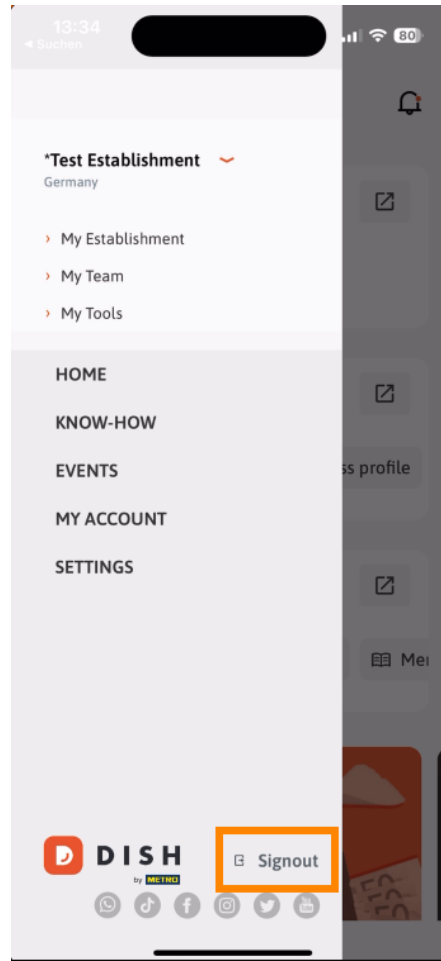 13:34
◂ Suchen
80
*Test Establishment
Germany
› My Establishment
› My Team
› My Tools
HOME
KNOW-HOW
EVENTS
MY ACCOUNT
SETTINGS
ss profile
Me
DISH
by METRO
Signout